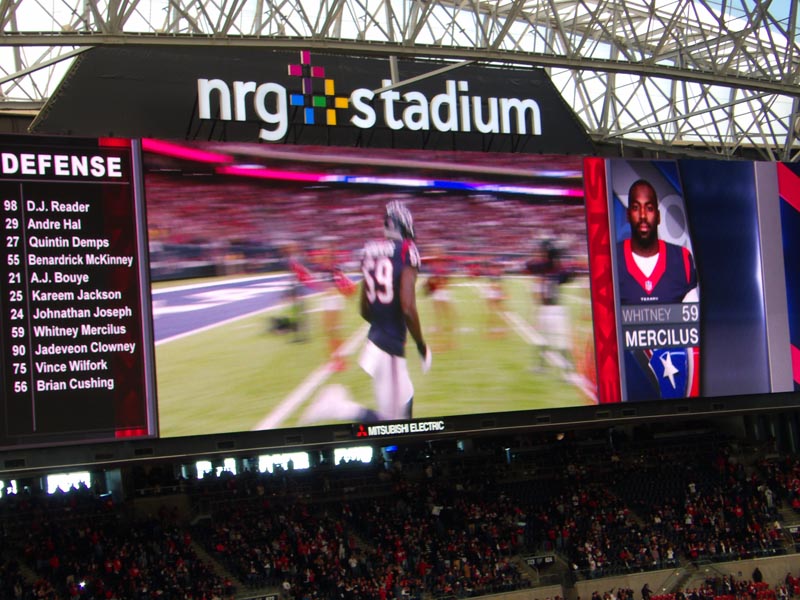 nrg stadium
DEFENSE
98 D.J. Reader
29 Andre Hal
27 Quintin Demps
55 Benardrick McKinney
21 A.J. Bouye
25 Kareem Jackson
24 Johnathan Joseph
59 Whitney Mercilus
90 Jadeveon Clowney
75 Vince Wilfork
56 Brian Cushing
59
WHITNEY 59
MERCILUS
MITSUBISHI ELECTRIC